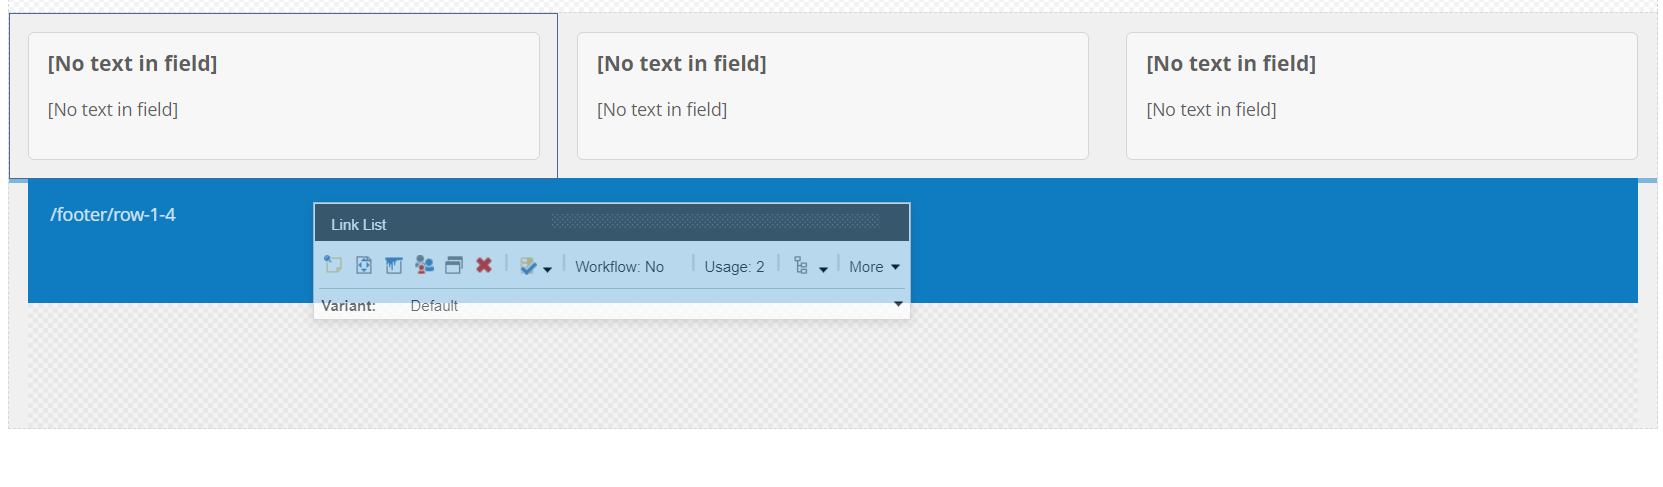 [No text in field]
[No text in field]
[No text in field]
[No text in field]
[No text in field]
[No text in field]
/footer/row-1-4
Link List
Workflow: No
Usage: 2
More
Variant: Default